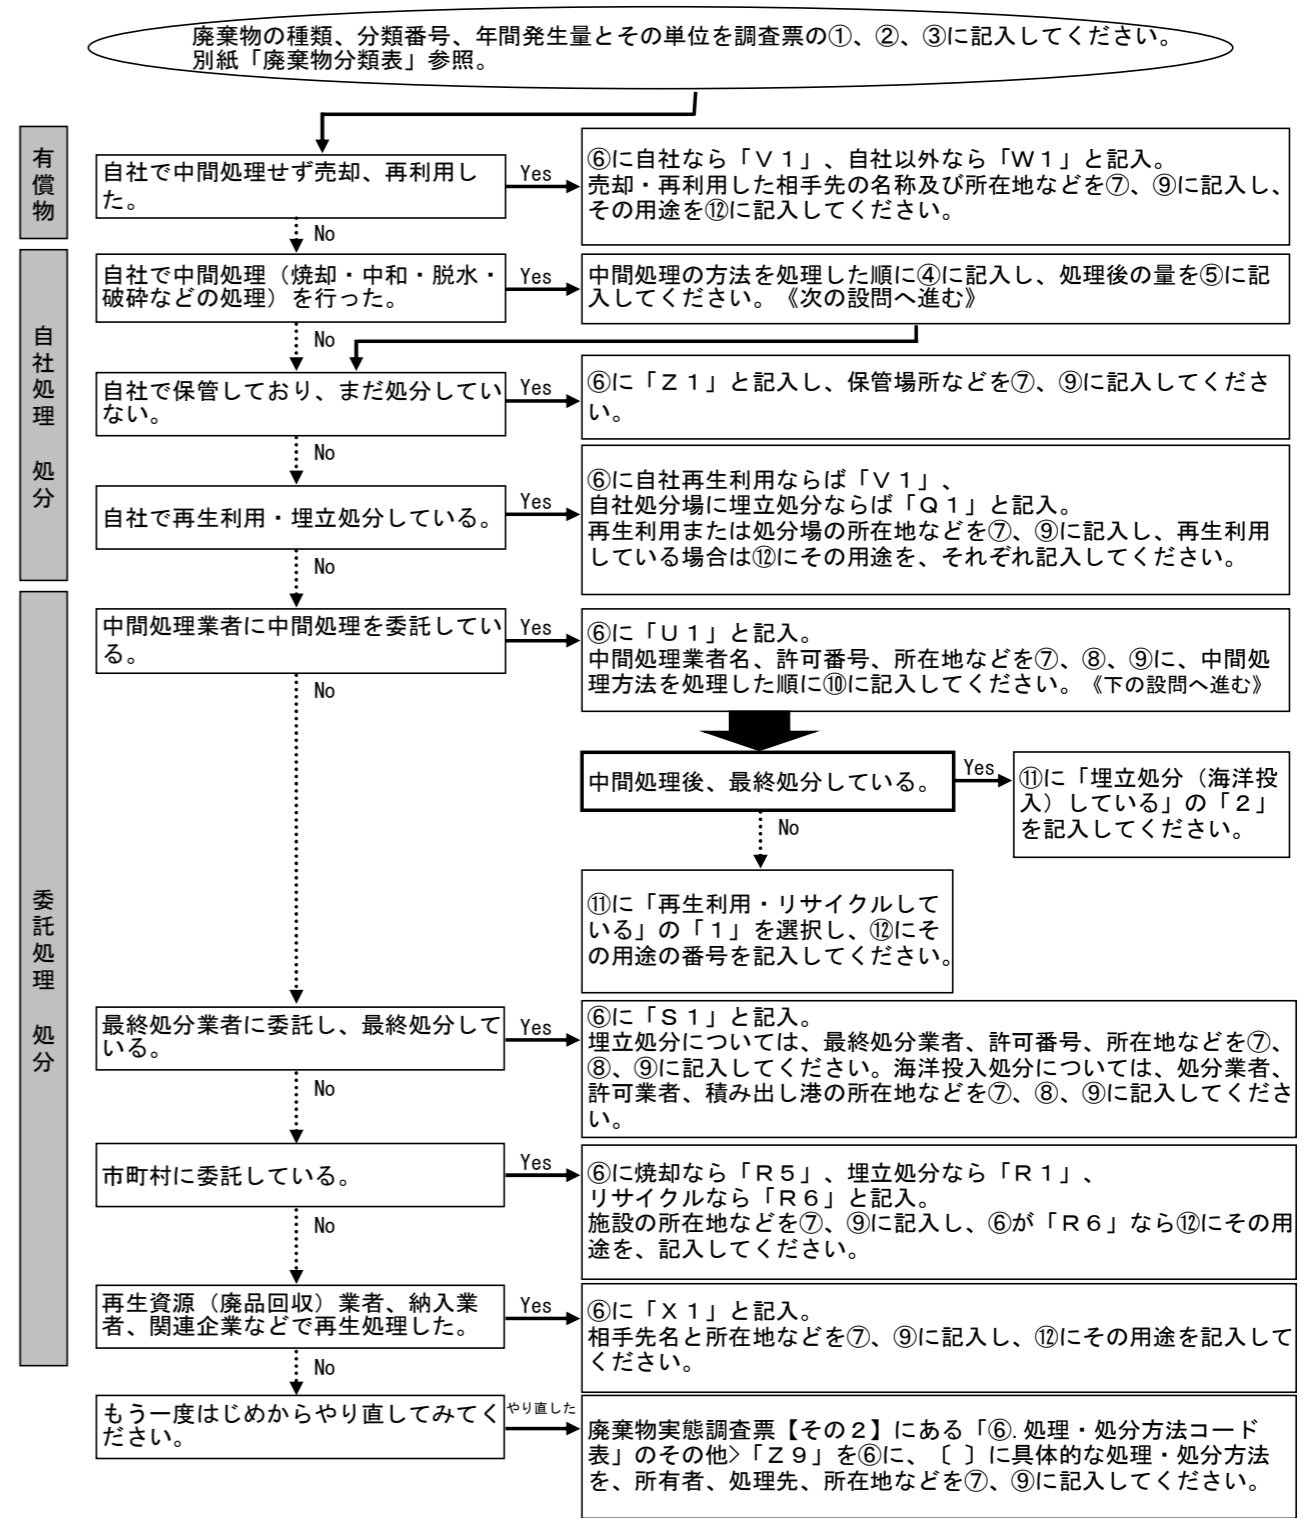 廃棄物の種類、分類番号、年間発生量とその単位を調査票の①、②、③に記入してください。
別紙「廃棄物分類表」参照。
有償物
自社で中間処理せず売却、再利用し
た。
Yes
⑥に自社なら「Ｖ１」、自社以外なら「Ｗ１」と記入。
売却・再利用した相手先の名称及び所在地などを⑦、⑨に記入し、
その用途を⑫に記入してください。
No
自社処理 処分
自社で中間処理（焼却・中和・脱水・
破砕などの処理）を行った。
Yes
中間処理の方法を処理した順に④に記入し、処理後の量を⑤に記
入してください。《次の設問へ進む》
No
自社で保管しており、まだ処分してい
ない。
Yes
⑥に「Ｚ１」と記入し、保管場所などを⑦、⑨に記入してくださ
い。
No
自社で再生利用・埋立処分している。
Yes
⑥に自社再生利用ならば「Ｖ１」、
自社処分場に埋立処分ならば「Ｑ１」と記入。
再生利用または処分場の所在地などを⑦、⑨に記入し、再生利用
している場合は⑫にその用途を、それぞれ記入してください。
No
委託処理 処分
中間処理業者に中間処理を委託してい
る。
Yes
⑥に「Ｕ１」と記入。
中間処理業者名、許可番号、所在地などを⑦、⑧、⑨に、中間処
理方法を処理した順に⑩に記入してください。《下の設問へ進む》
No
中間処理後、最終処分している。
Yes
⑪に「埋立処分（海洋投
入）している」の「２」
を記入してください。
No
⑪に「再生利用・リサイクルして
いる」の「１」を選択し、⑫にそ
の用途の番号を記入してください。
最終処分業者に委託し、最終処分して
いる。
Yes
⑥に「Ｓ１」と記入。
埋立処分については、最終処分業者、許可番号、所在地などを⑦、
⑧、⑨に記入してください。海洋投入処分については、処分業者、
許可業者、積み出し港の所在地などを⑦、⑧、⑨に記入してくださ
い。
No
市町村に委託している。
Yes
⑥に焼却なら「Ｒ５」、埋立処分なら「Ｒ１」、
リサイクルなら「Ｒ６」と記入。
施設の所在地などを⑦、⑨に記入し、⑥が「Ｒ６」なら⑫にその用
途を、記入してください。
No
再生資源（廃品回収）業者、納入業
者、関連企業などで再生処理した。
Yes
⑥に「Ｘ１」と記入。
相手先名と所在地などを⑦、⑨に記入し、⑫にその用途を記入して
ください。
No
もう一度はじめからやり直してみてく
ださい。
やり直した
廃棄物実態調査票【その２】にある「⑥.処理・処分方法コード
表」のその他>「Ｚ９」を⑥に、〔 〕に具体的な処理・処分方法
を、所有者、処理先、所在地などを⑦、⑨に記入してください。